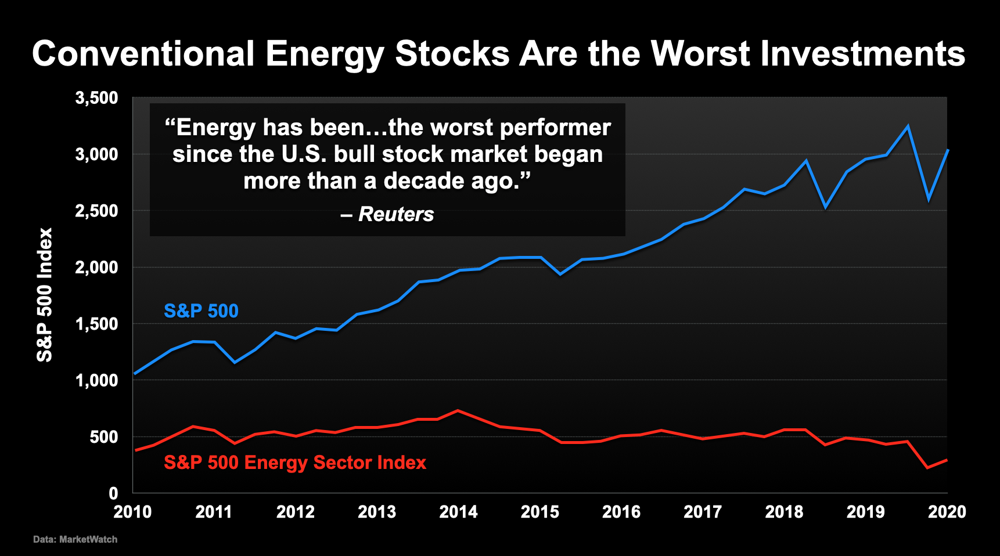 Conventional Energy Stocks Are the Worst Investments
3,500
3,000
2,500
2,000
1,500
1,000
500
0
S&P 500 Index
“Energy has been…the worst performer
since the U.S. bull stock market began
more than a decade ago.”
– Reuters
S&P 500
S&P 500 Energy Sector Index
2010 2011 2012 2013 2014 2015 2016 2017 2018 2019 2020
Data: MarketWatch